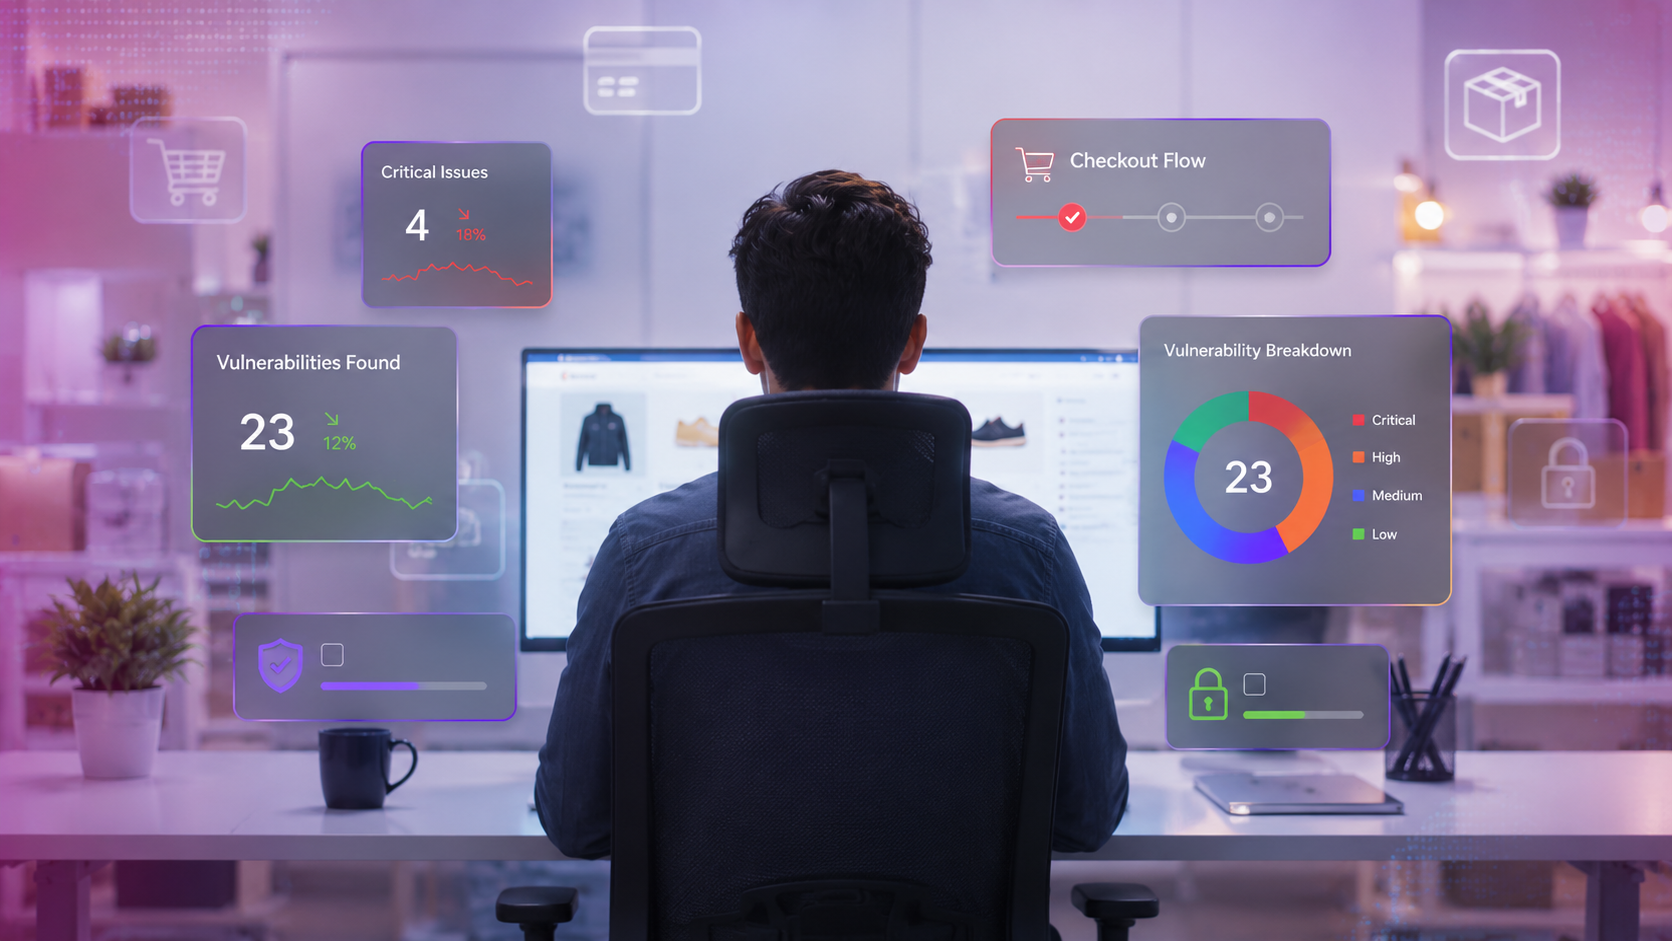 Critical Issues
4
18%
Checkout Flow
Vulnerabilities Found
23
12%
Vulnerability Breakdown
23
Critical
High
Medium
Low